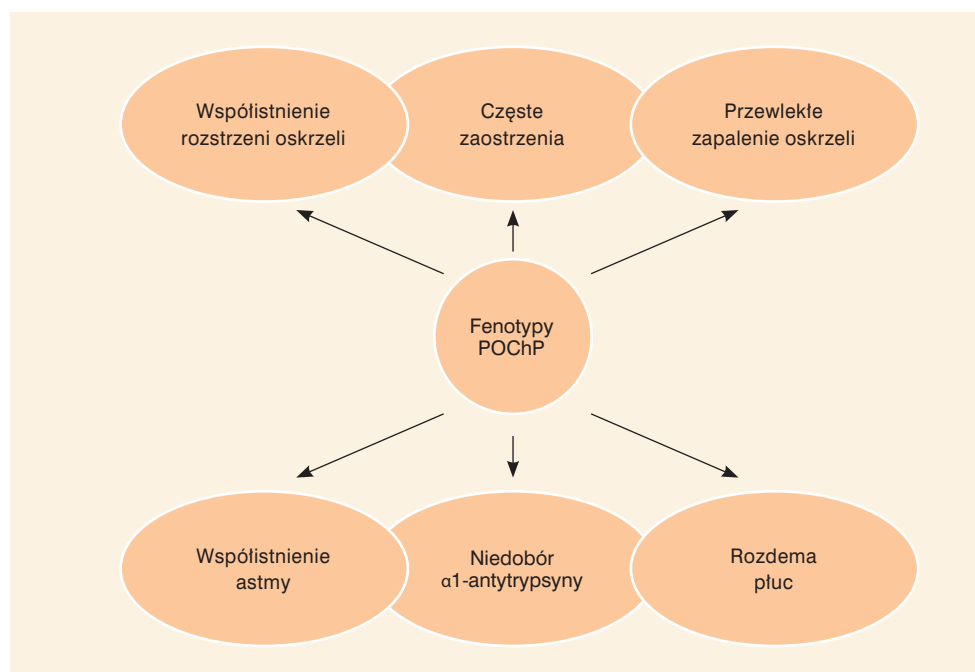 Współistnienie
rozstrzeni oskrzeli
Częste
zaostrzenia
Przewlekłe
zapalenie oskrzeli
Fenotypy
POChP
Współistnienie
astmy
Niedobór
α1-antytrypsyny
Rozdema
płuc